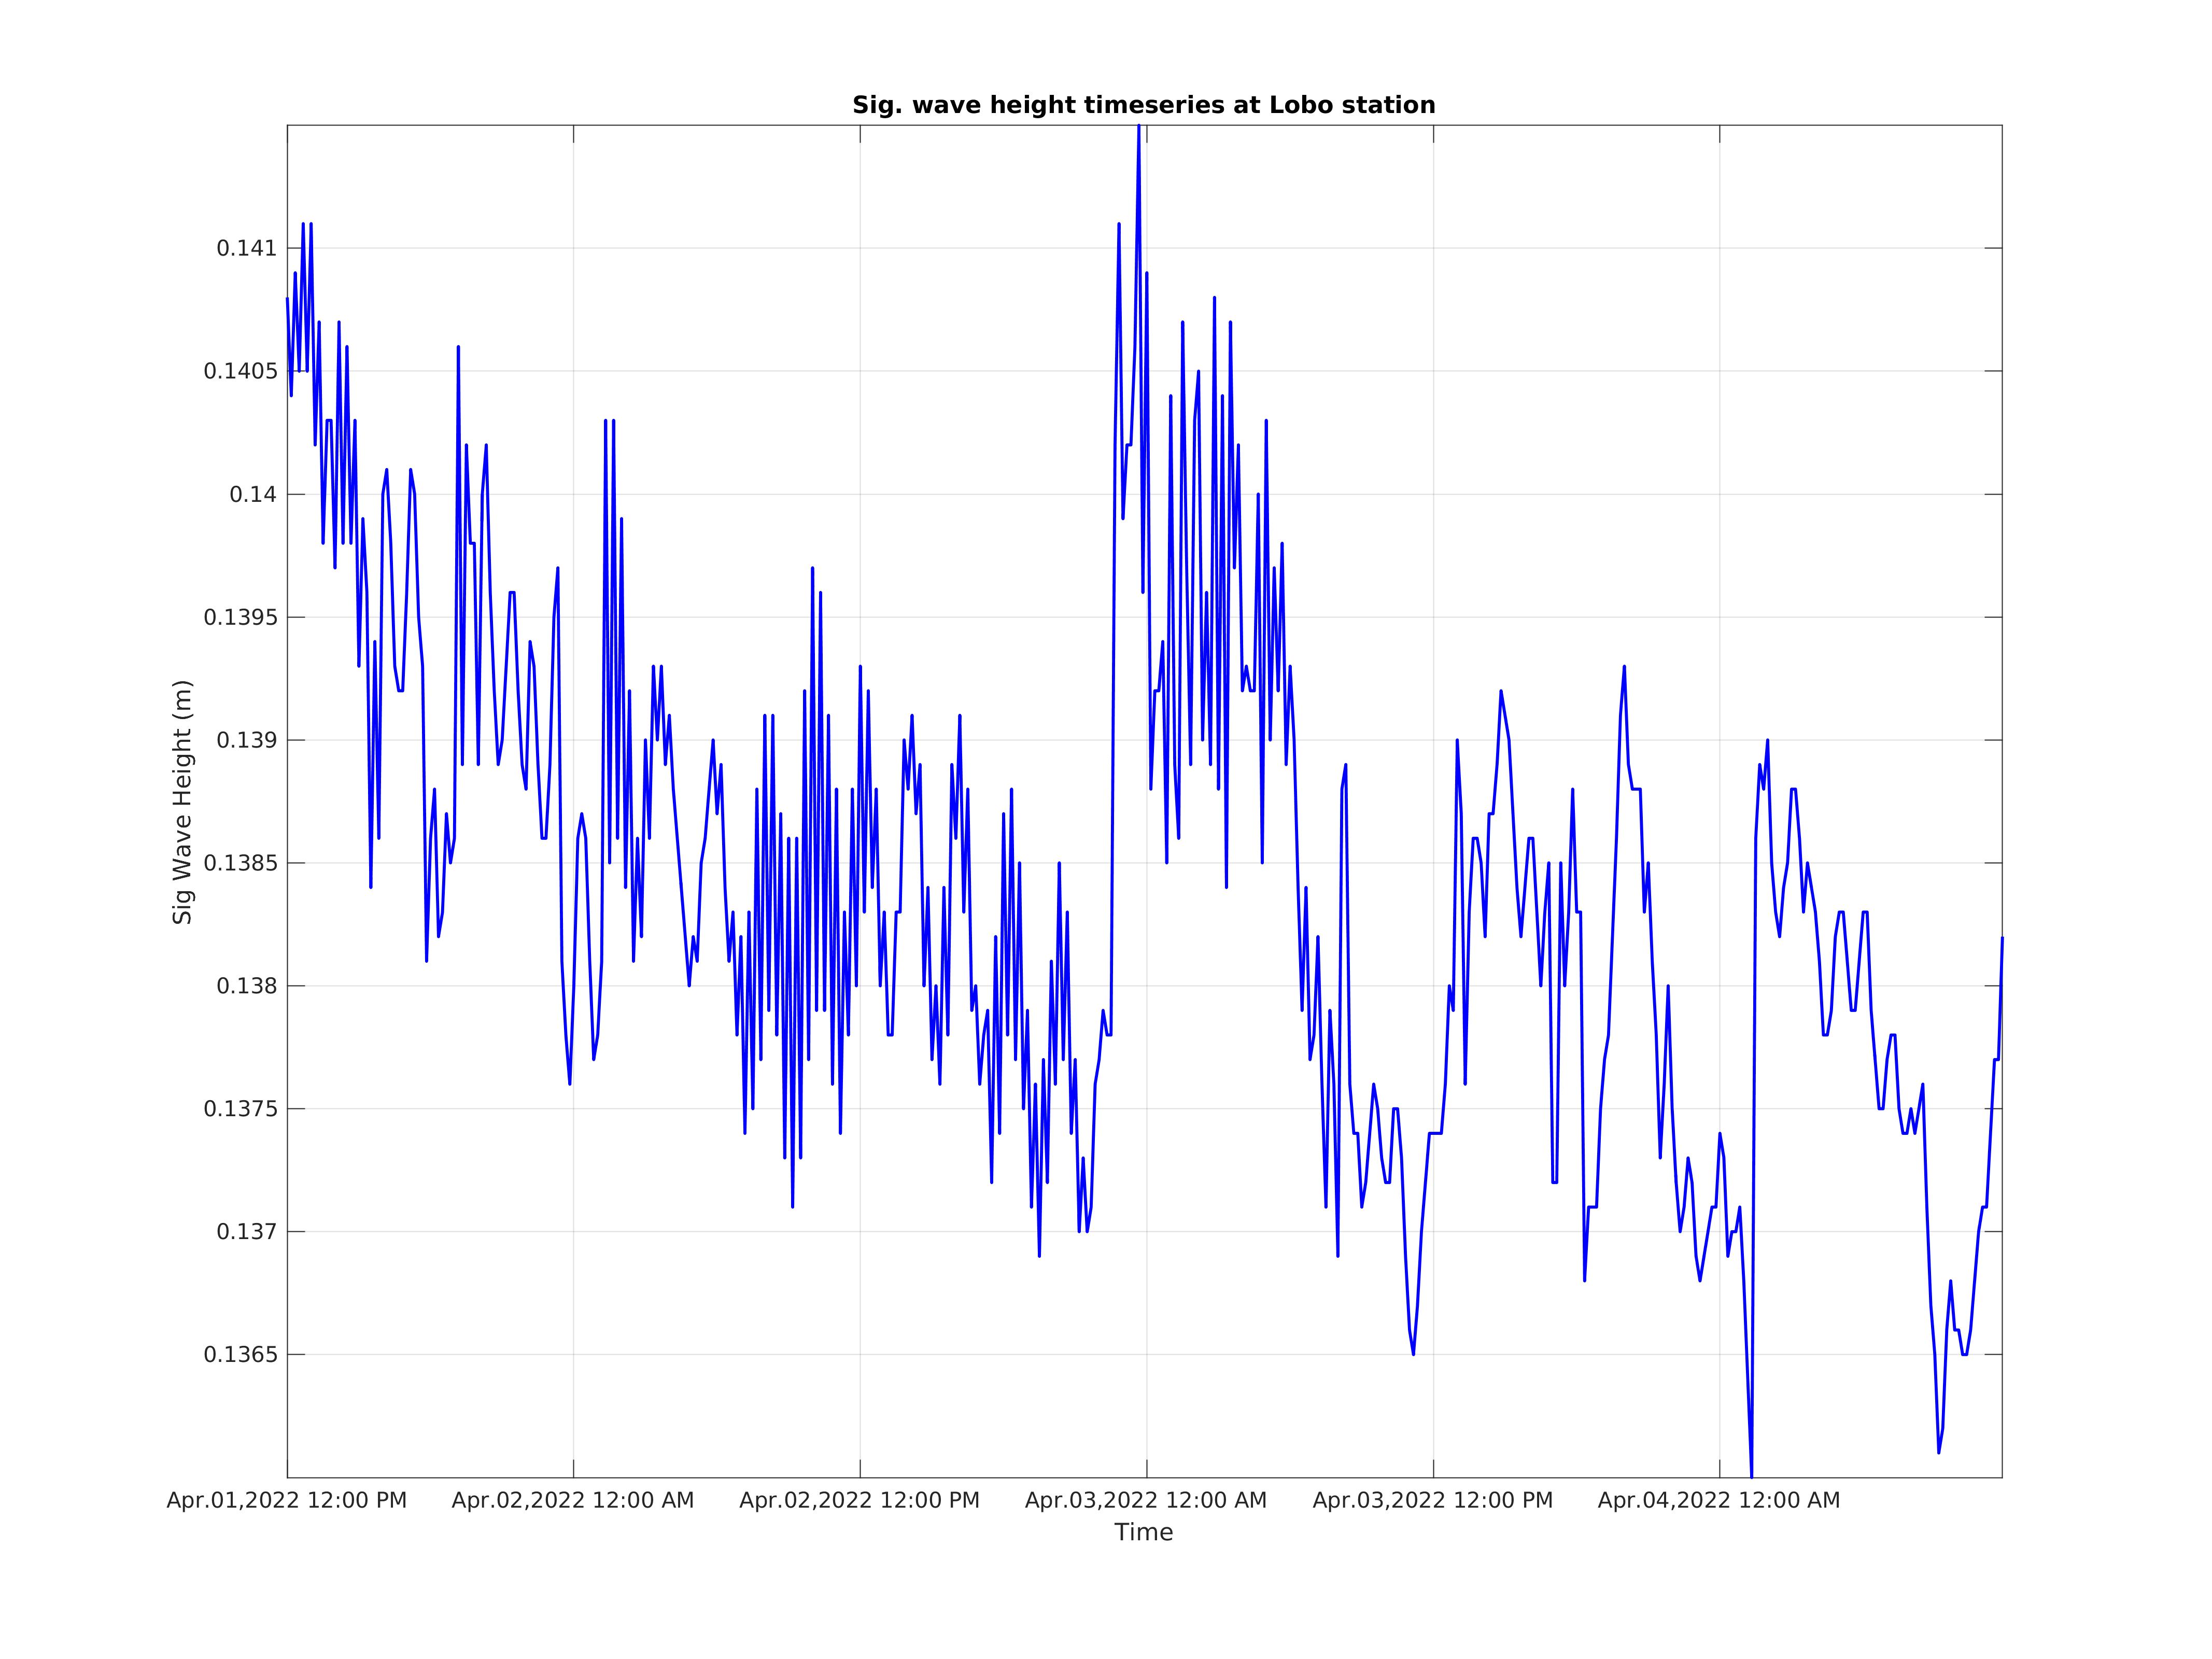 Sig. wave height timeseries at Lobo station
Sig Wave Height (m)
0.141
0.1405
0.14
0.1395
0.139
0.1385
0.138
0.1375
0.137
0.1365
Apr.01,2022 12:00 PM
Apr.02,2022 12:00 AM
Apr.02,2022 12:00 PM
Apr.03,2022 12:00 AM
Apr.03,2022 12:00 PM
Apr.04,2022 12:00 AM
Time